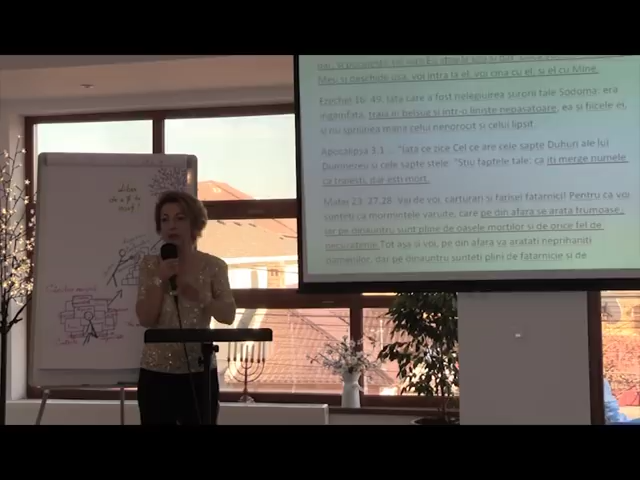 Meu si deschide usa, voi intra la el, voi cina cu el, si el cu Mine.
Ezechiel 16: 49. Iata care a fost nelegiuirea surorii tale Sodoma: era
ingamfata, traia in belsug si intr-o liniste nepasatoare, ea si fiicele ei,
si nu sprijinea mana celui nenorocit si celui lipsit.
Apocalipsa 3.1 . "Iata ce zice Cel ce are cele sapte Duhuri ale lui
Dumnezeu si cele sapte stele: "Stiu faptele tale: ca iti merge numele
ca traiesti, dar esti mort.
Matei 23: 27,28. Vai de voi, carturari si farisei fatarnici! Pentru ca voi
sunteti ca mormintele varuite, care pe din afara se arata frumoase,
iar pe dinauntru sunt pline de oasele mortilor si de orice fel de
necuratenie. Tot asa si voi, pe din afara va aratati neprihaniti
oamenilor, dar pe dinauntru sunteti plini de fatarnicie si de